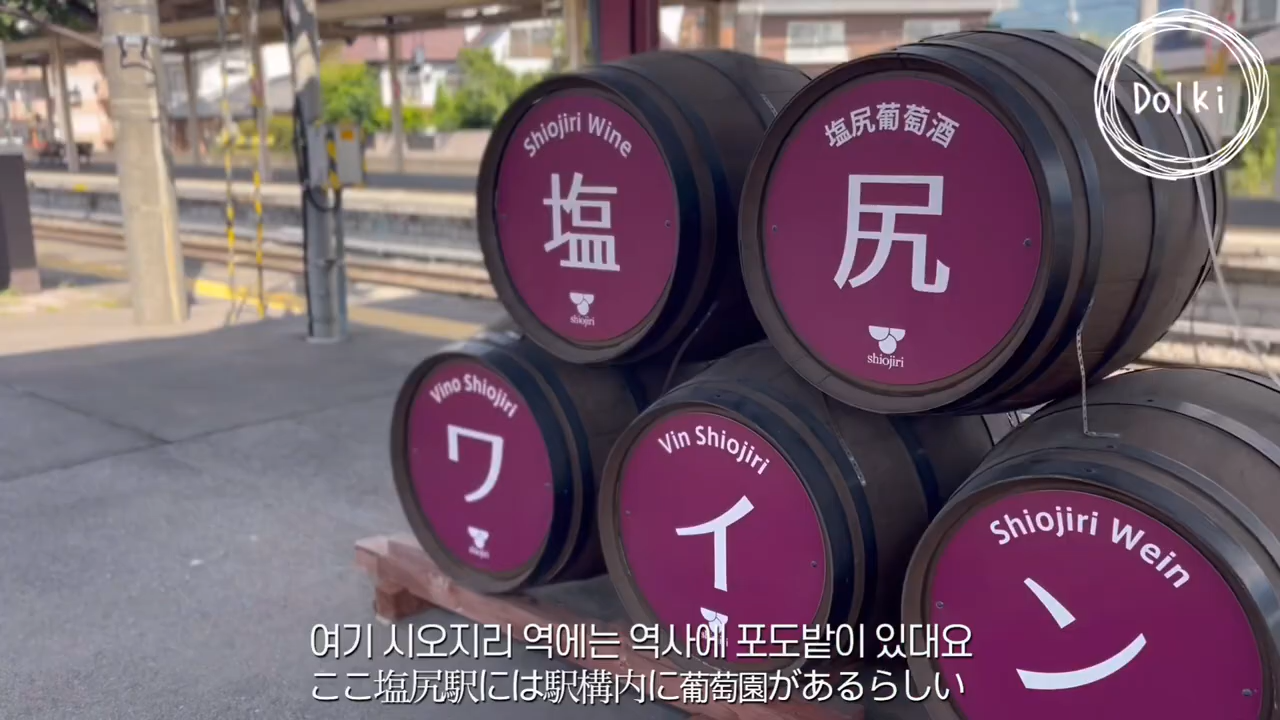 Dolki
Shiojiri Wine
塩
shiojiri
塩尻葡萄酒
尻
shiojiri
Vino Shiojiri
ワ
shiojiri
Vin Shiojiri
イ
Shiojiri Wein
ン
여기 시오지리 역에는 역사에 포도밭이 있대요
ここ塩尻駅には駅構内に葡萄園があるらしい